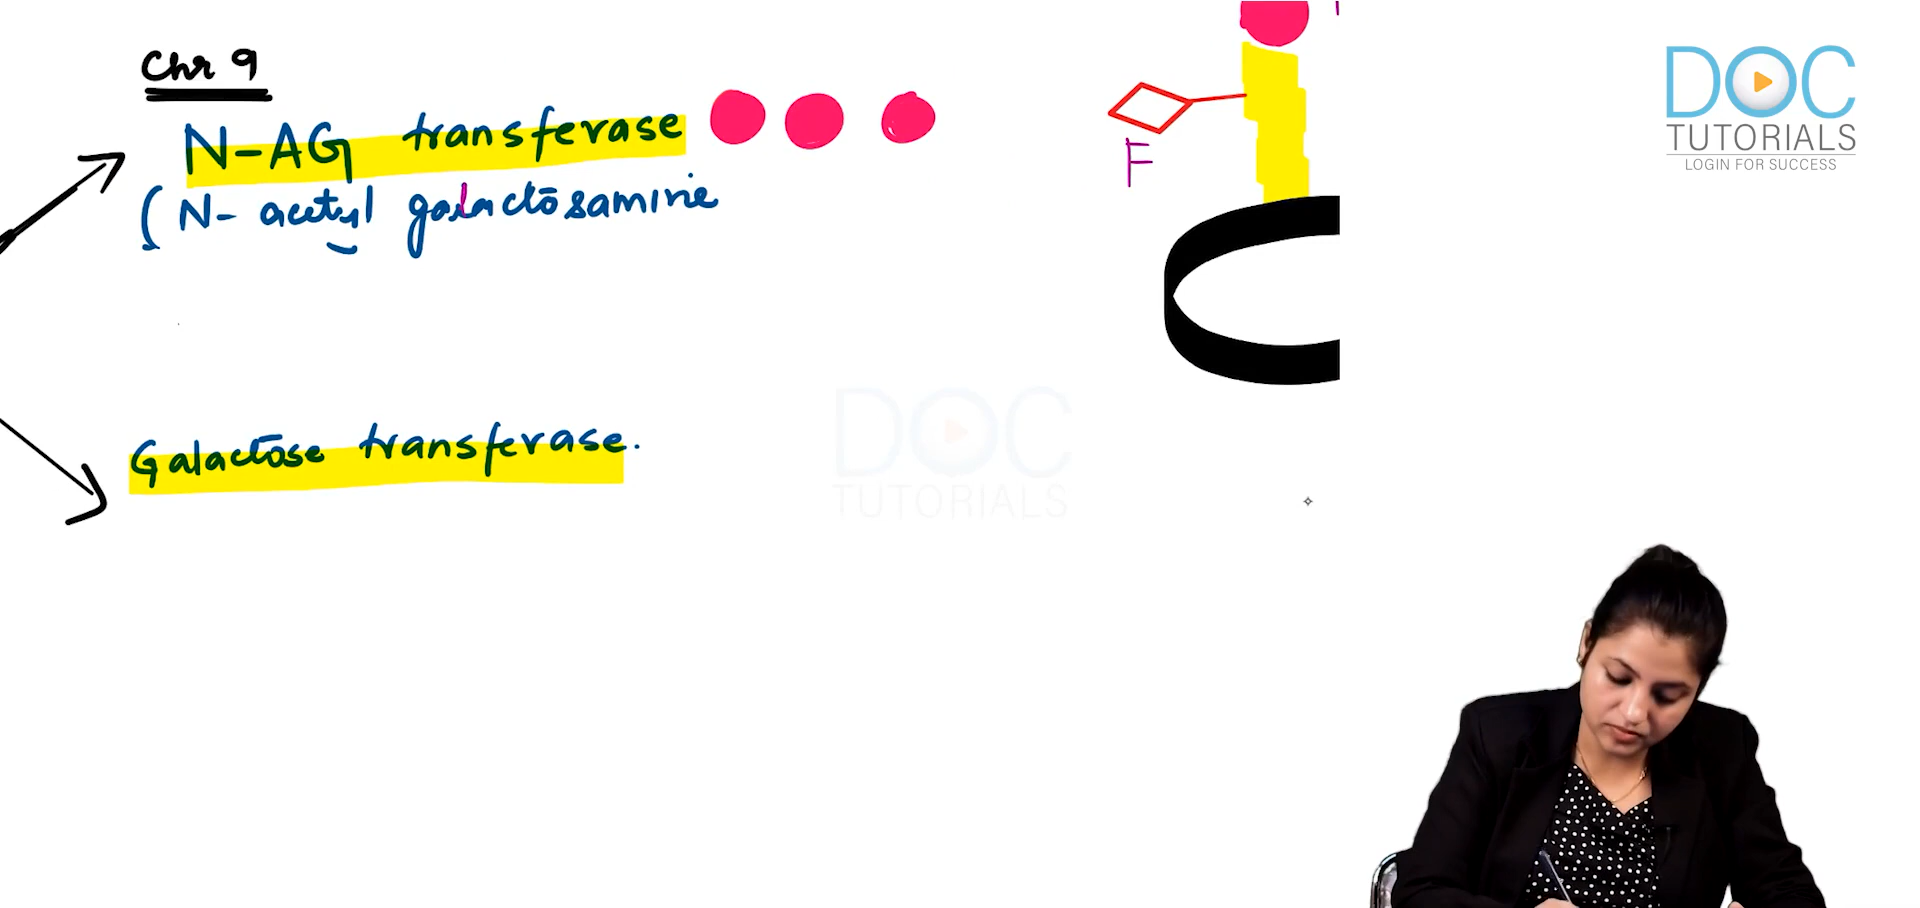 Chr 9
N-AG transferase
(N- acetyl galactosamine
F
Galactose transferase.
DOC
TUTORIALS
LOGIN FOR SUCCESS
DOC
TUTORIALS